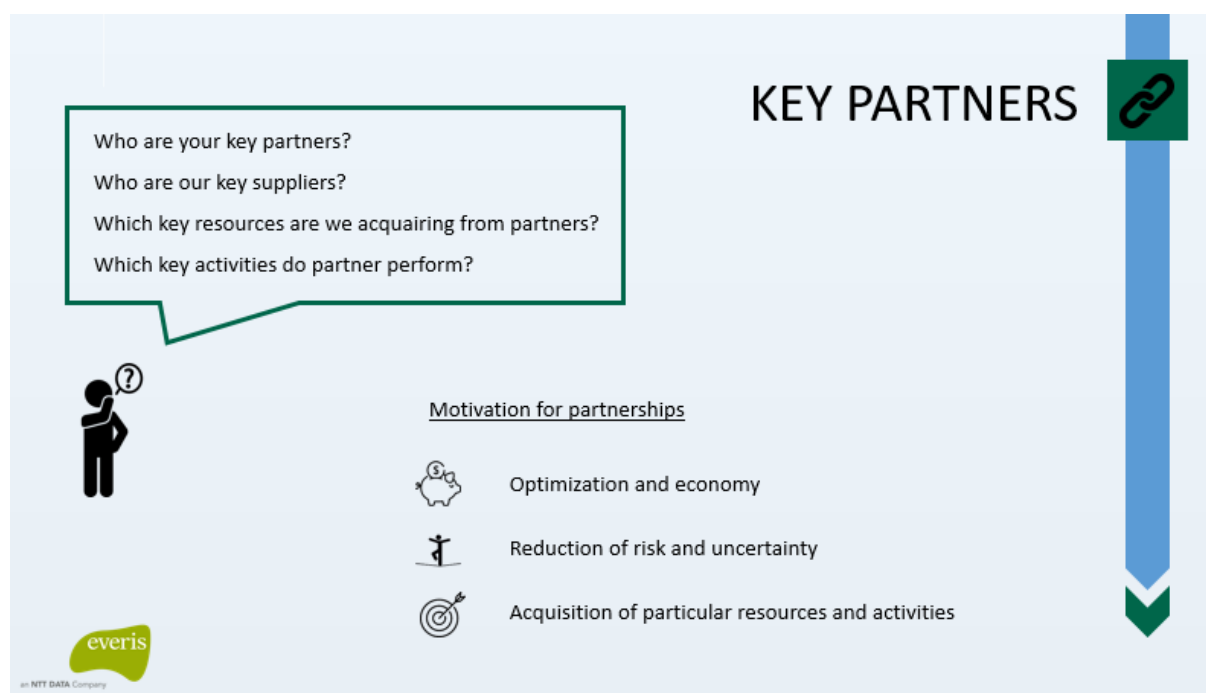 KEY PARTNERS
Who are your key partners?
Who are our key suppliers?
Which key resources are we acquairing from partners?
Which key activities do partner perform?
?
Motivation for partnerships
$
Optimization and economy
Reduction of risk and uncertainty
Acquisition of particular resources and activities
everis
an NTT DATA Company